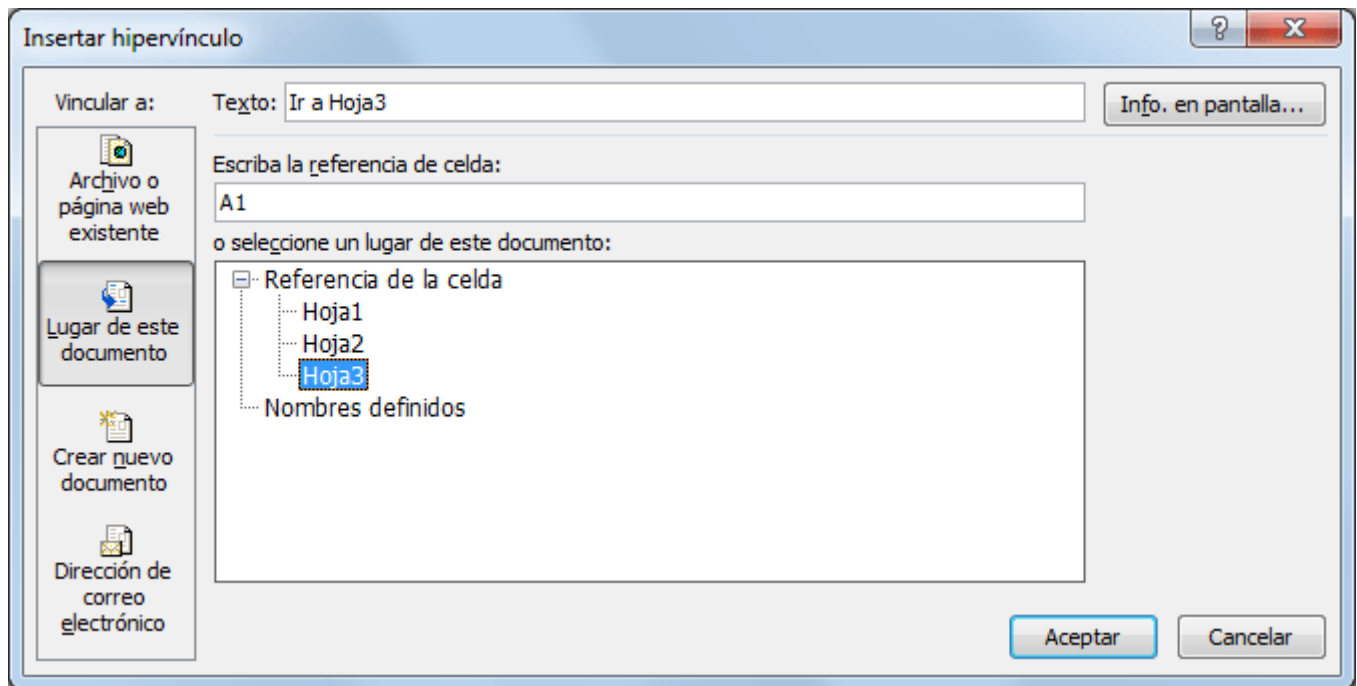 Insertar hipervínculo
Vincular a:
Texto: Ir a Hoja3
Info. en pantalla...
Archivo o
página web
existente
Lugar de este
documento
Crear nuevo
documento
Dirección de
correo
electrónico
Escriba la referencia de celda:
A1
o seleccione un lugar de este documento:
Referencia de la celda
Hoja1
Hoja2
Hoja3
Nombres definidos
Aceptar
Cancelar